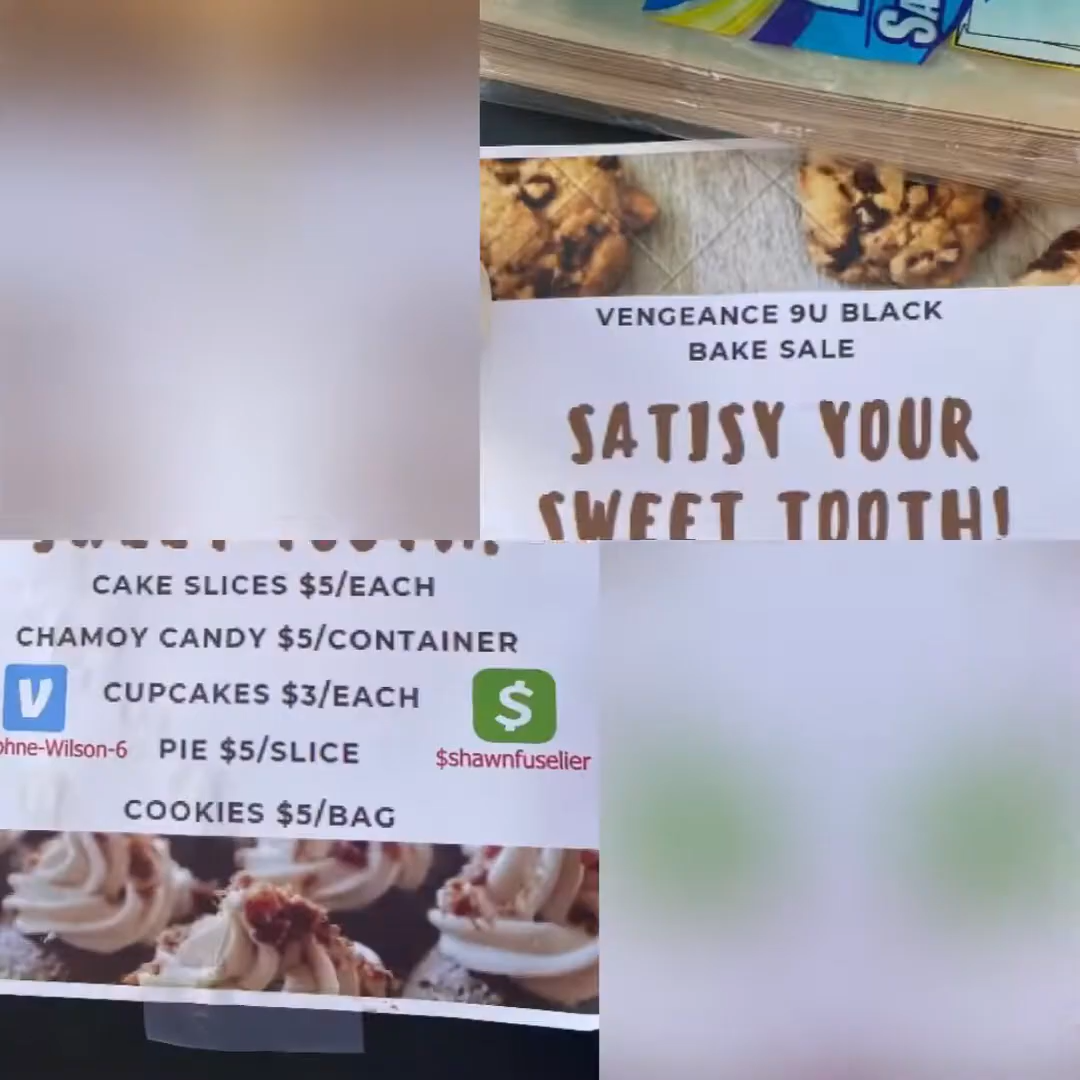 VENGEANCE 9U BLACK
BAKE SALE
SATISY YOUR
SWEET TOOTH!
CAKE SLICES $5/EACH
CHAMOY CANDY $5/CONTAINER
CUPCAKES $3/EACH
PIE $5/SLICE
$shawnfuselier
COOKIES $5/BAG